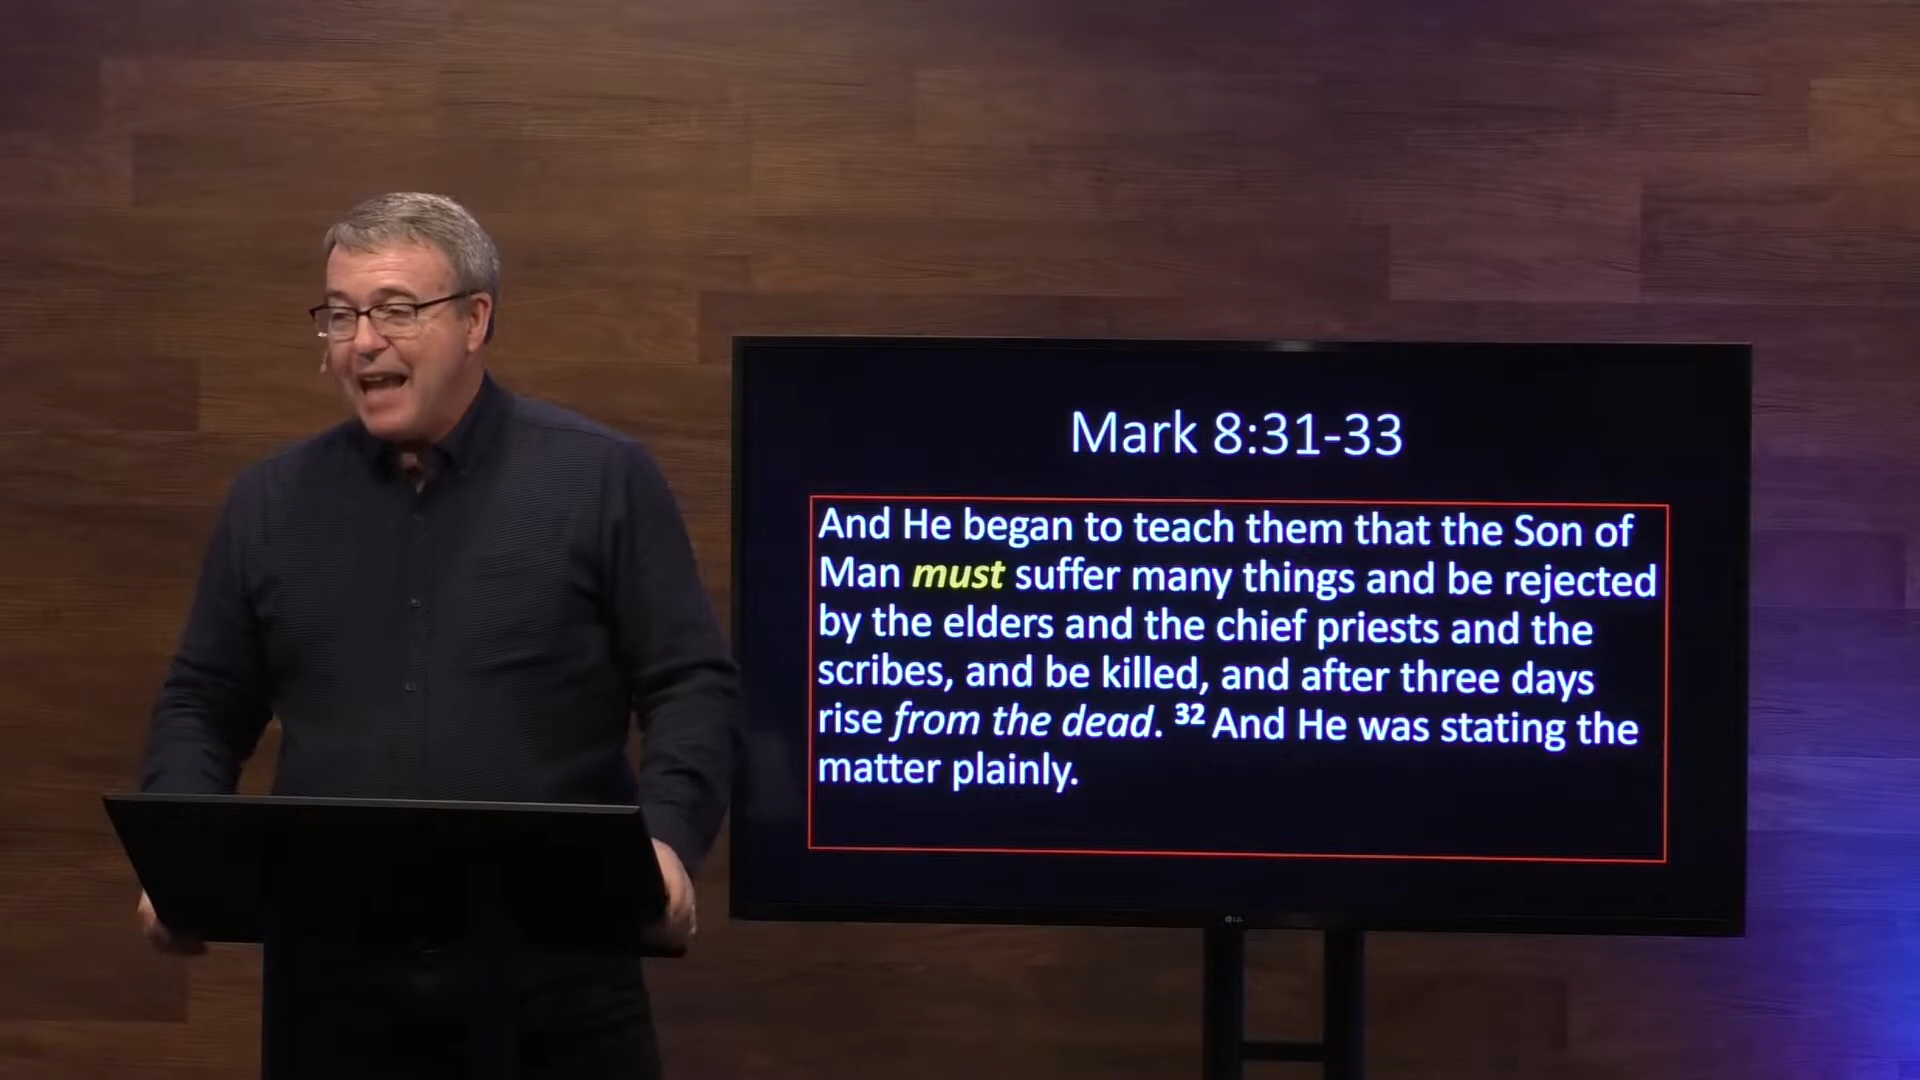 Mark 8:31-33
And He began to teach them that the Son of
Man must suffer many things and be rejected
by the elders and the chief priests and the
scribes, and be killed, and after three days
rise from the dead. 32 And He was stating the
matter plainly.
LG